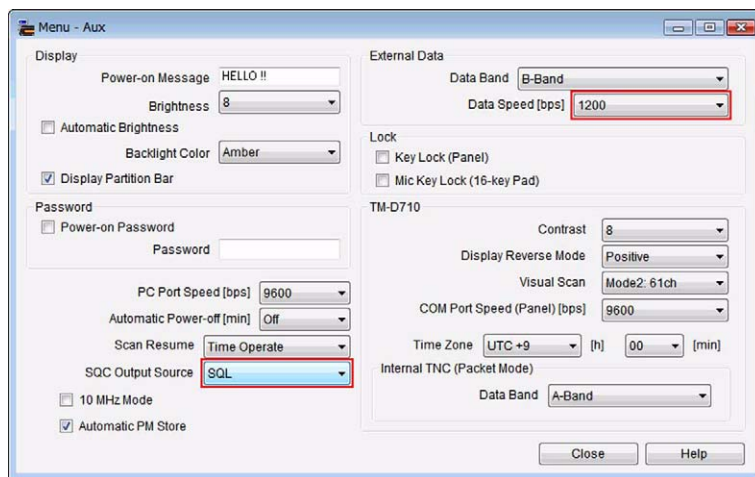 Menu - Aux
Display
Power-on Message HELLO !!
Brightness 8
Automatic Brightness
Backlight Color Amber
Display Partition Bar
Password
Power-on Password
Password
PC Port Speed [bps] 9600
Automatic Power-off [min] Off
Scan Resume Time Operate
SQC Output Source SQL
10 MHz Mode
Automatic PM Store
External Data
Data Band B-Band
Data Speed [bps] 1200
Lock
Key Lock (Panel)
Mic Key Lock (16-key Pad)
TM-D710
Contrast 8
Display Reverse Mode Positive
Visual Scan Mode2: 61ch
COM Port Speed (Panel) [bps] 9600
Time Zone UTC +9 [h] 00 [min]
Internal TNC (Packet Mode)
Data Band A-Band
Close Help